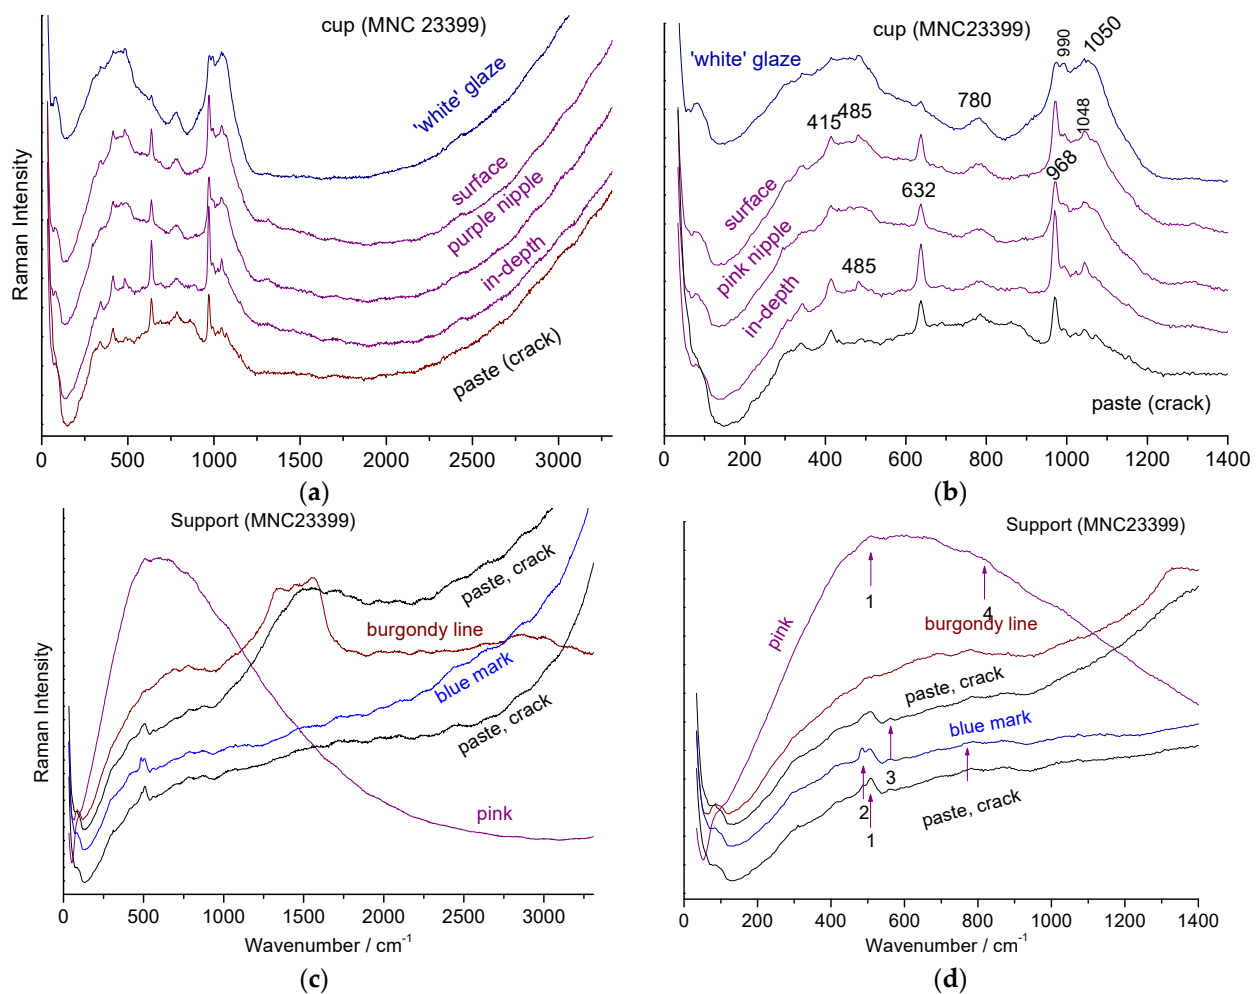 cup (MNC 23399)
'white' glaze
surface
purple nipple
in-depth
paste (crack)
Raman Intensity
0 500 1000 1500 2000 2500 3000
(a)
cup (MNC23399)
990
1050
'white' glaze
780
415
485
1048
968
632
surface
pink nipple
485
in-depth
paste (crack)
0 200 400 600 800 1000 1200 1400
(b)
Support (MNC23399)
paste, crack
burgondy line
blue mark
paste, crack
pink
Raman Intensity
0 500 1000 1500 2000 2500 3000
Wavenumber / cm-1
(c)
Support (MNC23399)
1
4
pink
burgondy line
paste, crack
blue mark
3
2
1
paste, crack
0 200 400 600 800 1000 1200 1400
Wavenumber / cm-1
(d)